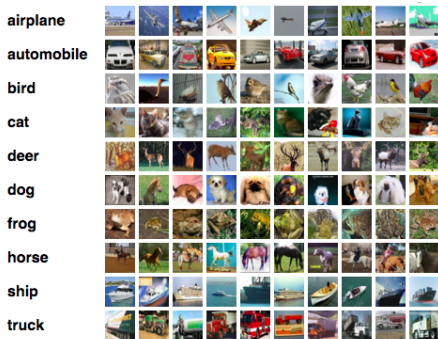 airplane
automobile
bird
cat
deer
dog
frog
horse
ship
truck